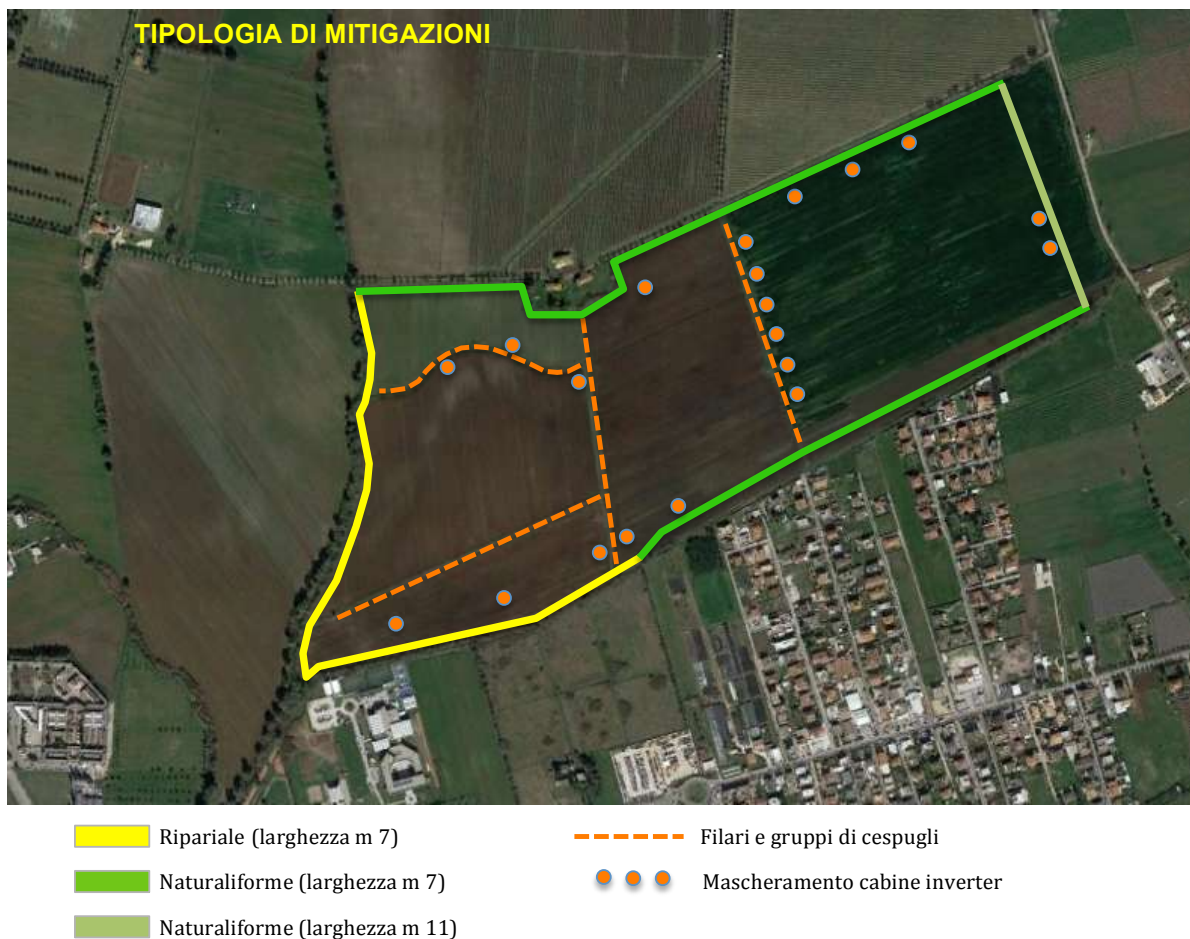 TIPOLOGIA DI MITIGAZIONI
Ripariale (larghezza m 7)
Naturaliforme (larghezza m 7)
Naturaliforme (larghezza m 11)
Filari e gruppi di cespugli
Mascheramento cabine inverter